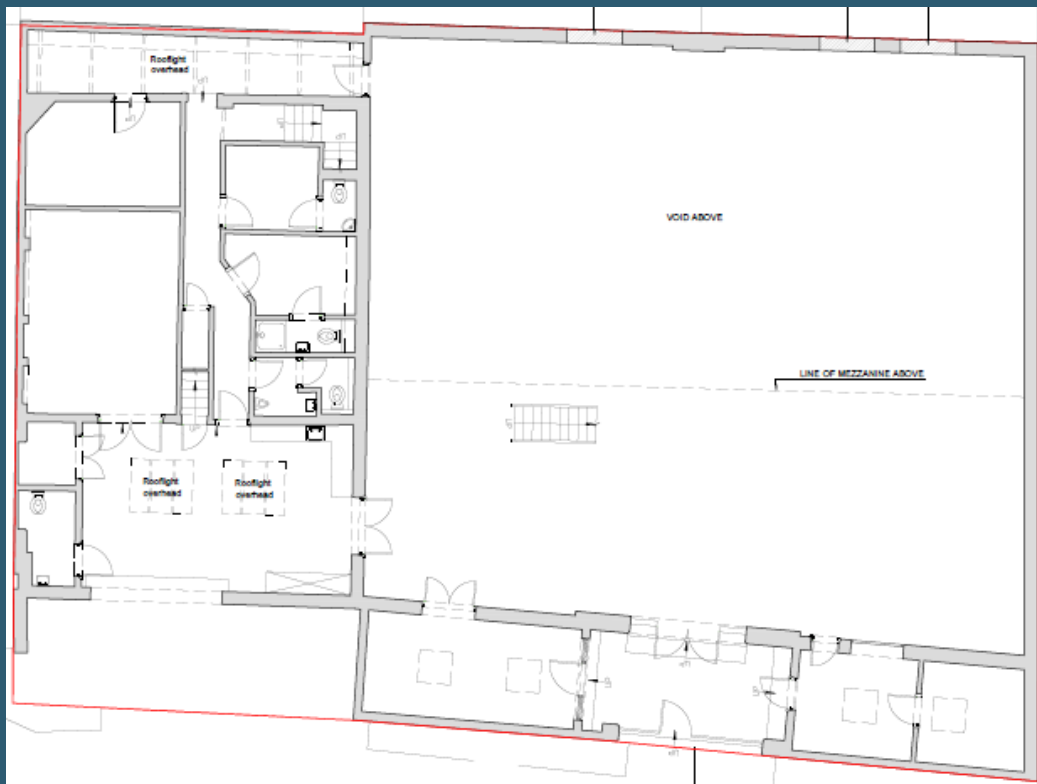 Rooflight
overhead
VOID ABOVE
LINE OF MEZZANINE ABOVE
Rooflight
overhead
Rooflight
overhead